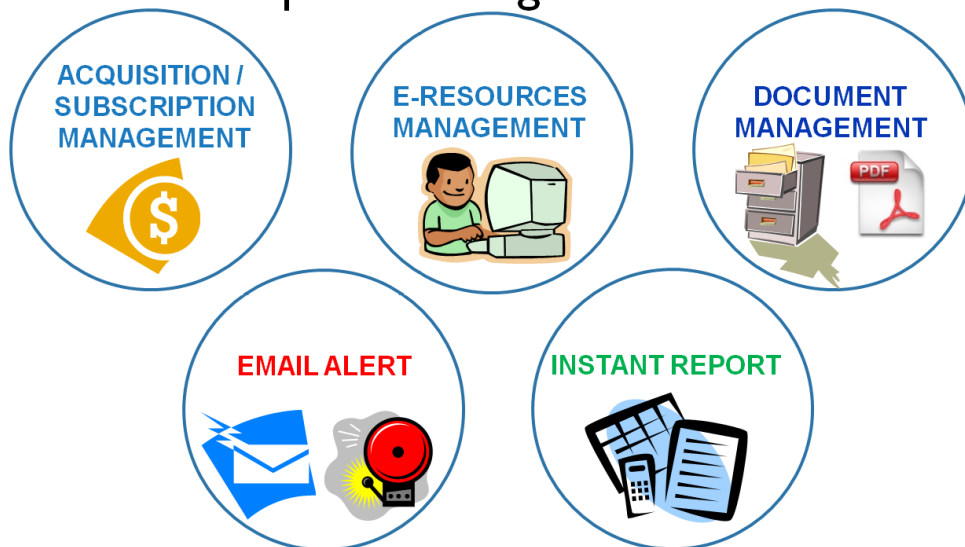 ACQUISITION /
SUBSCRIPTION
MANAGEMENT
E-RESOURCES
MANAGEMENT
DOCUMENT
MANAGEMENT
$
PDF
EMAIL ALERT
INSTANT REPORT